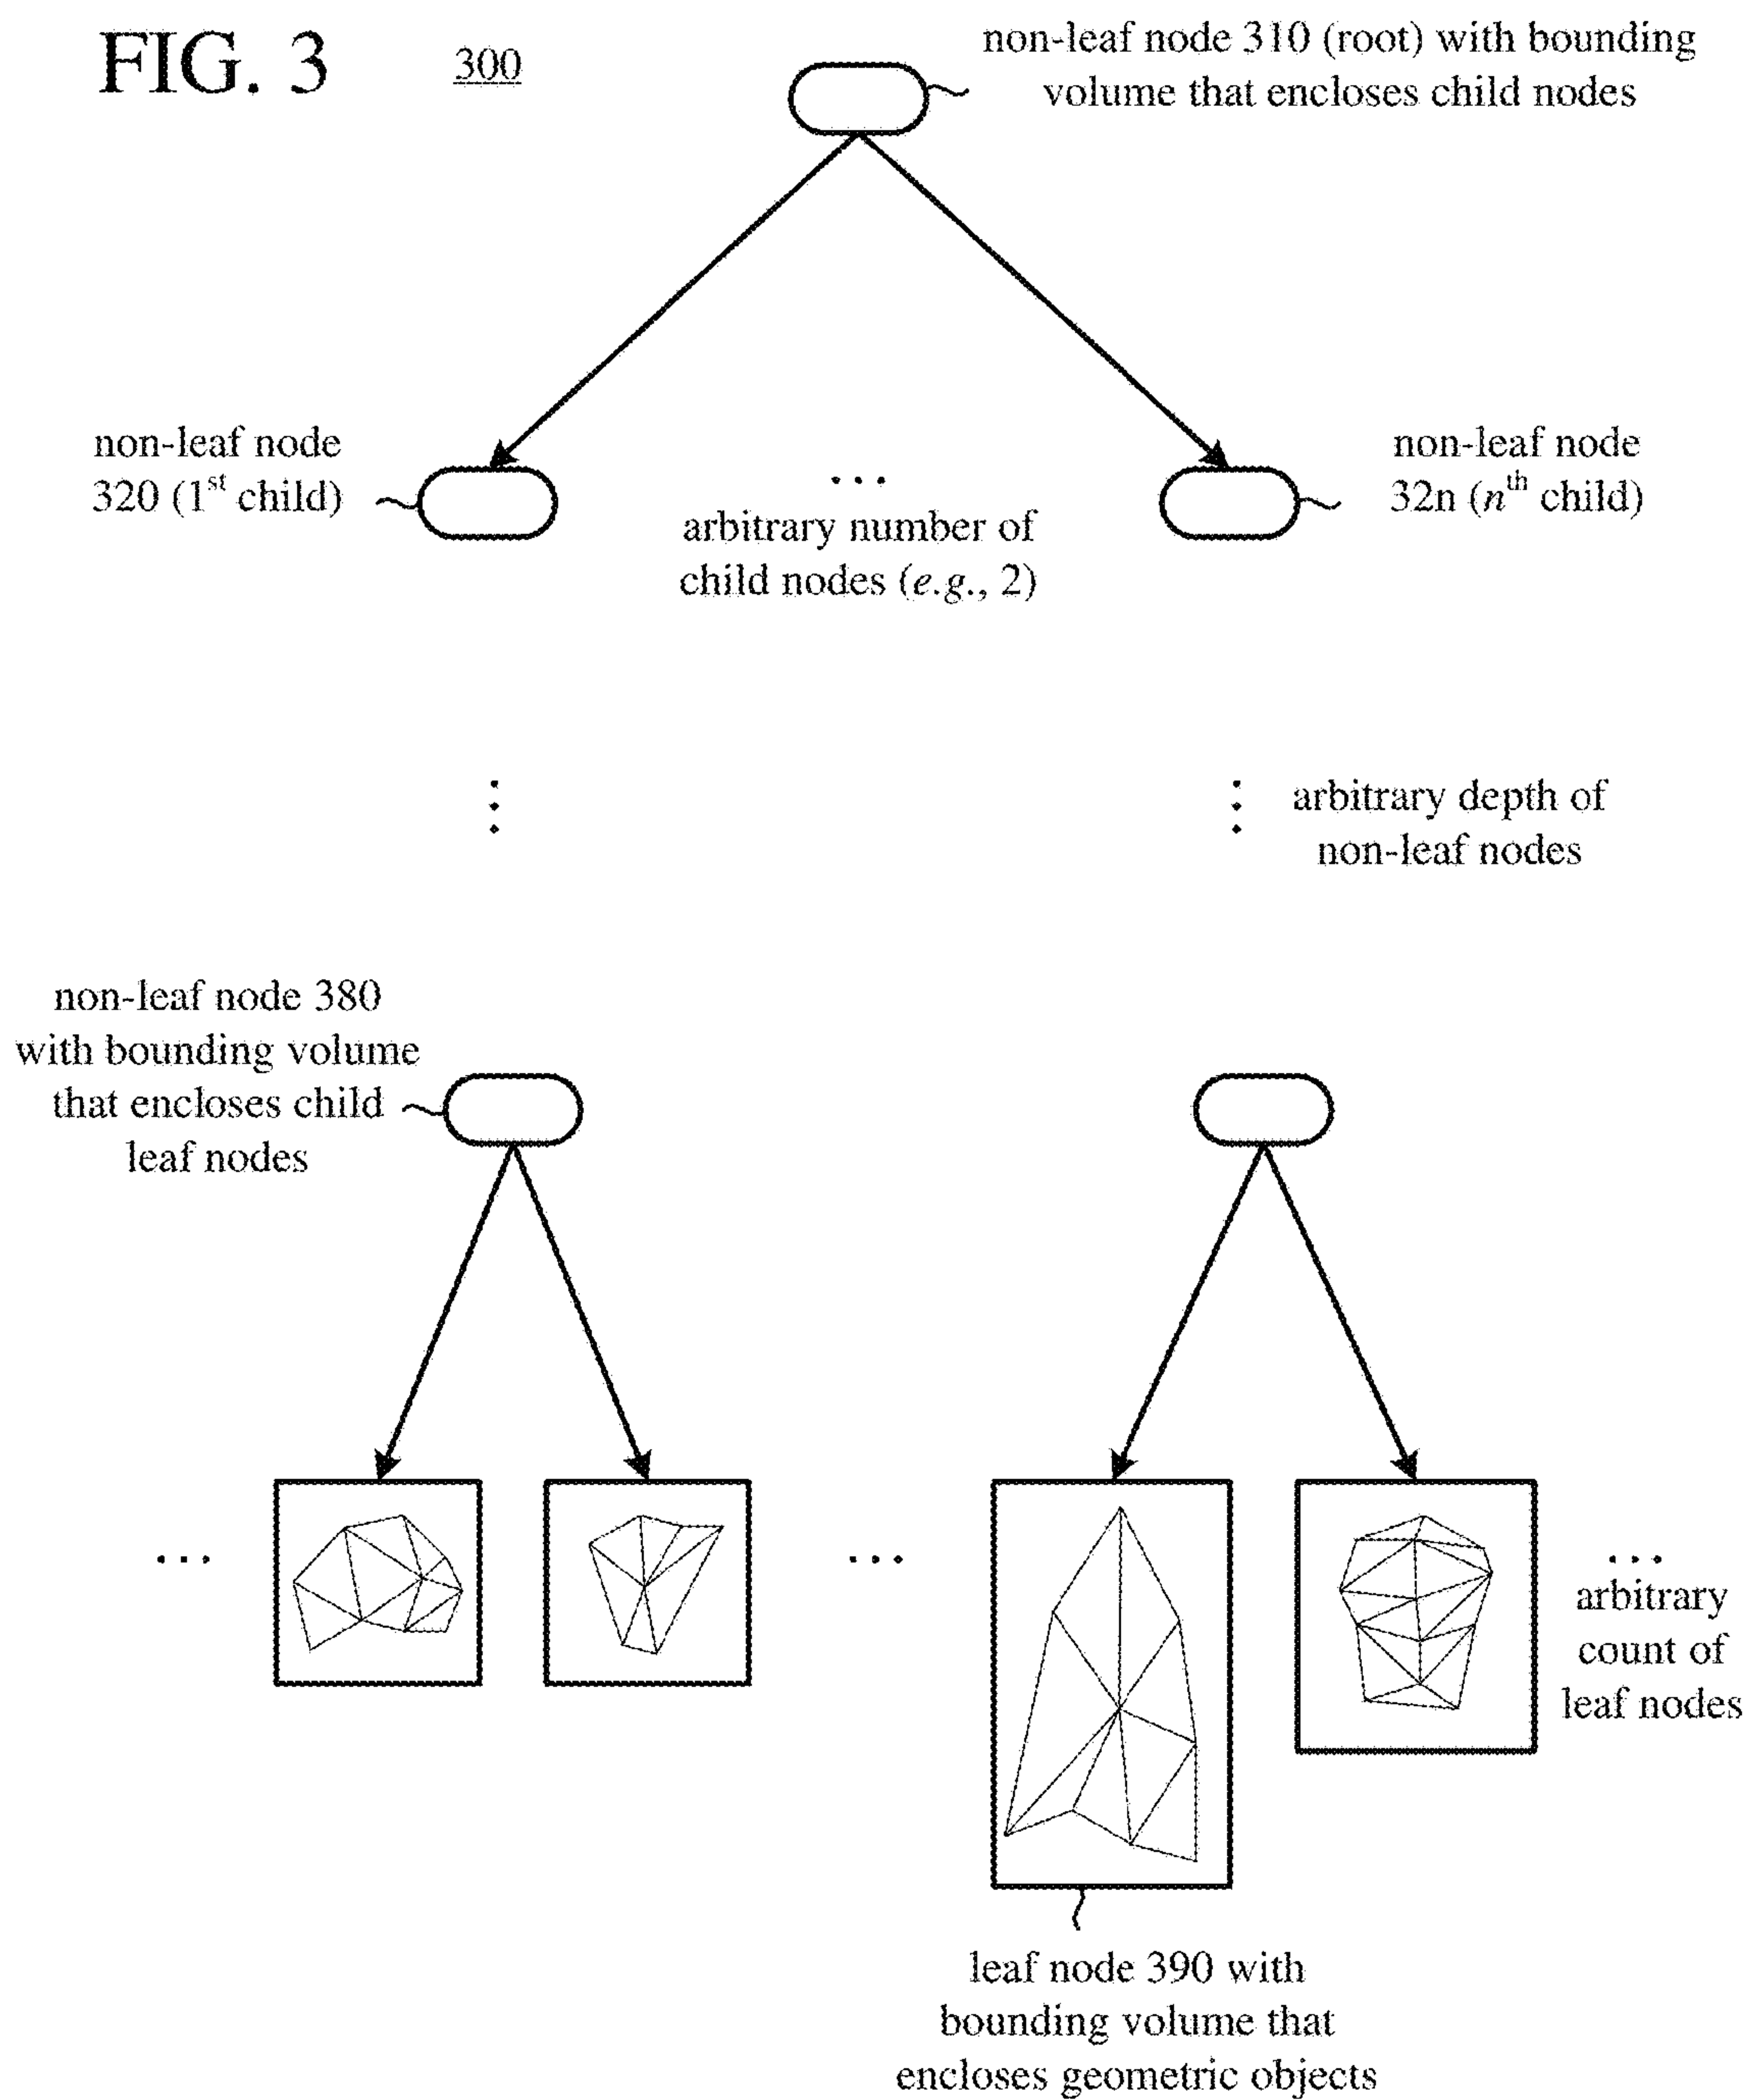 FIG. 3
300
non-leaf node 310 (root) with bounding
volume that encloses child nodes
non-leaf node
320 (1st child)
...
arbitrary number of
child nodes (e.g., 2)
non-leaf node
32n (nth child)
arbitrary depth of
non-leaf nodes
non-leaf node 380
with bounding volume
that encloses child
leaf nodes
...
...
...
arbitrary
count of
leaf nodes
leaf node 390 with
bounding volume that
encloses geometric objects